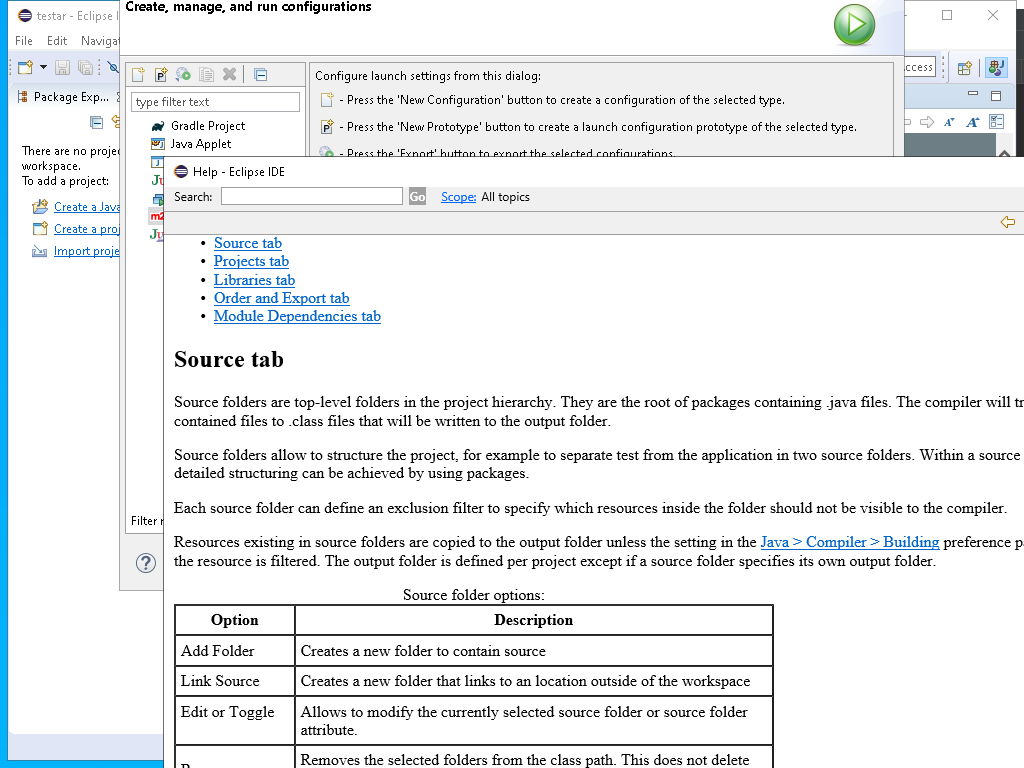 testar - Eclipse I
File Edit Navigat
Package Exp...
There are no proje
workspace.
To add a project:
Create a Java
Create a proj
Import proje
Create, manage, and run configurations
type filter text
Gradle Project
Java Applet
Ju
m2
Ju
Filter
Configure launch settings from this dialog:
- Press the 'New Configuration' button to create a configuration of the selected type.
- Press the 'New Prototype' button to create a launch configuration prototype of the selected type.
- Press the 'Export' button to export the selected configurations.
ccess
Help - Eclipse IDE
Search: Go Scope: All topics
• Source tab
• Projects tab
• Libraries tab
• Order and Export tab
• Module Dependencies tab
Source tab
Source folders are top-level folders in the project hierarchy. They are the root of packages containing .java files. The compiler will tr
contained files to .class files that will be written to the output folder.
Source folders allow to structure the project, for example to separate test from the application in two source folders. Within a source
detailed structuring can be achieved by using packages.
Each source folder can define an exclusion filter to specify which resources inside the folder should not be visible to the compiler.
Resources existing in source folders are copied to the output folder unless the setting in the Java > Compiler > Building preference pa
the resource is filtered. The output folder is defined per project except if a source folder specifies its own output folder.
Source folder options:
Option Description
Add Folder Creates a new folder to contain source
Link Source Creates a new folder that links to an location outside of the workspace
Edit or Toggle Allows to modify the currently selected source folder or source folder
attribute.
Removes the selected folders from the class path. This does not delete